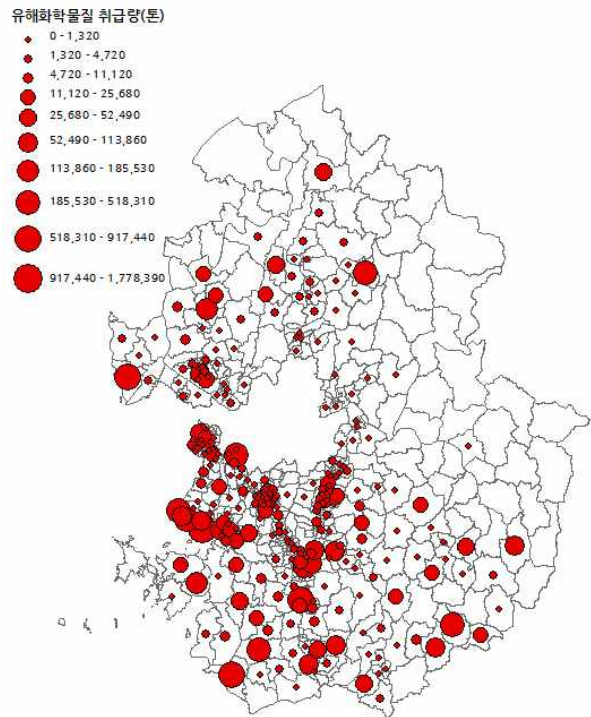 유해화학물질 취급량(톤)
0 - 1,320
1,320 - 4,720
4,720 - 11,120
11,120 - 25,680
25,680 - 52,490
52,490 - 113,860
113,860 - 185,530
185,530 - 518,310
518,310 - 917,440
917,440 - 1,778,390